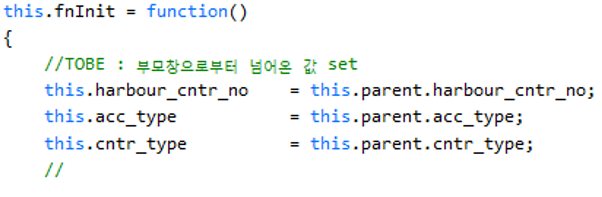 this.fnInit = function()
{
//TOBE : 부모창으로부터 넘어온 값 set
this.harbour_cntr_no = this.parent.harbour_cntr_no;
this.acc_type = this.parent.acc_type;
this.cntr_type = this.parent.cntr_type;
//